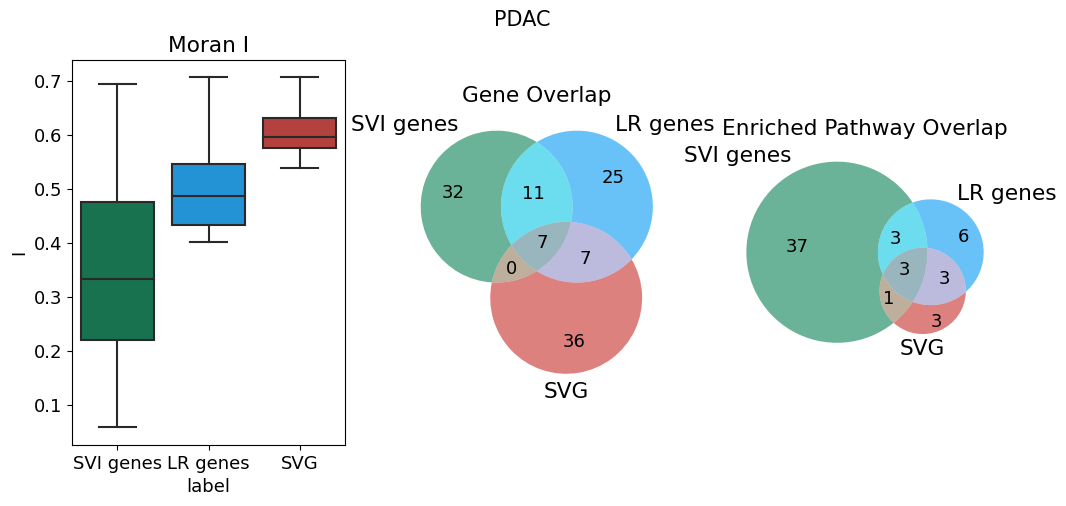 PDAC
Moran I
I
0.7
0.6
0.5
0.4
0.3
0.2
0.1
SVI genes
LR genes
SVG
label
Gene Overlap
SVI genes
LR genes
32
11
25
7
0
7
36
SVG
Enriched Pathway Overlap
SVI genes
LR genes
37
3
6
3
3
1
3
SVG